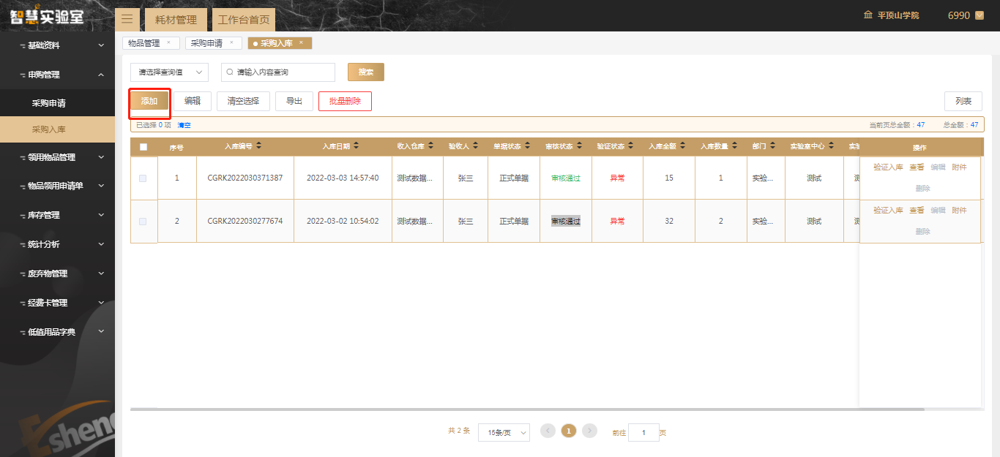 智慧实验室
耗材管理
工作台首页
平顶山学院
6990
基础资料
申购管理
采购申请
采购入库
领用物品管理
物品领用申请单
库存管理
统计分析
废弃物管理
经费卡管理
低值用品字典
物品管理 ×
采购申请 ×
采购入库 ×
请选择查询值
请输入内容查询
搜索
添加
编辑
清空选择
导出
批量删除
列表
已选择 0 项 清空
当前页总金额：47 总金额：47
序号 入库编号 入库日期 收入仓库 验收人 单据状态 审核状态 验证状态 入库金额 入库数量 部门 实验室中心 操作
1 CGRK2022030371387 2022-03-03 14:57:40 测试数据... 张三 正式单据 审核通过 异常 15 1 实验... 测试 验证入库 查看 编辑 附件
删除
2 CGRK2022030277674 2022-03-02 10:54:02 测试数据... 张三 正式单据 审核通过 异常 32 2 实验... 测试 验证入库 查看 编辑 附件
删除
共 2 条 15条/页 1 前往 1 页
Esheng